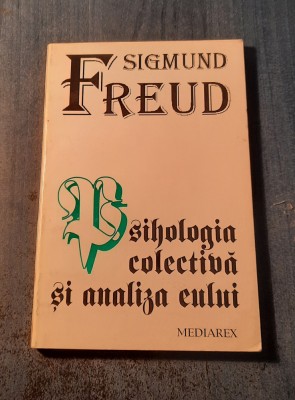 SIGMUND
FREUD
Psihologia
colectivă
și analiza eului
MEDIAREX